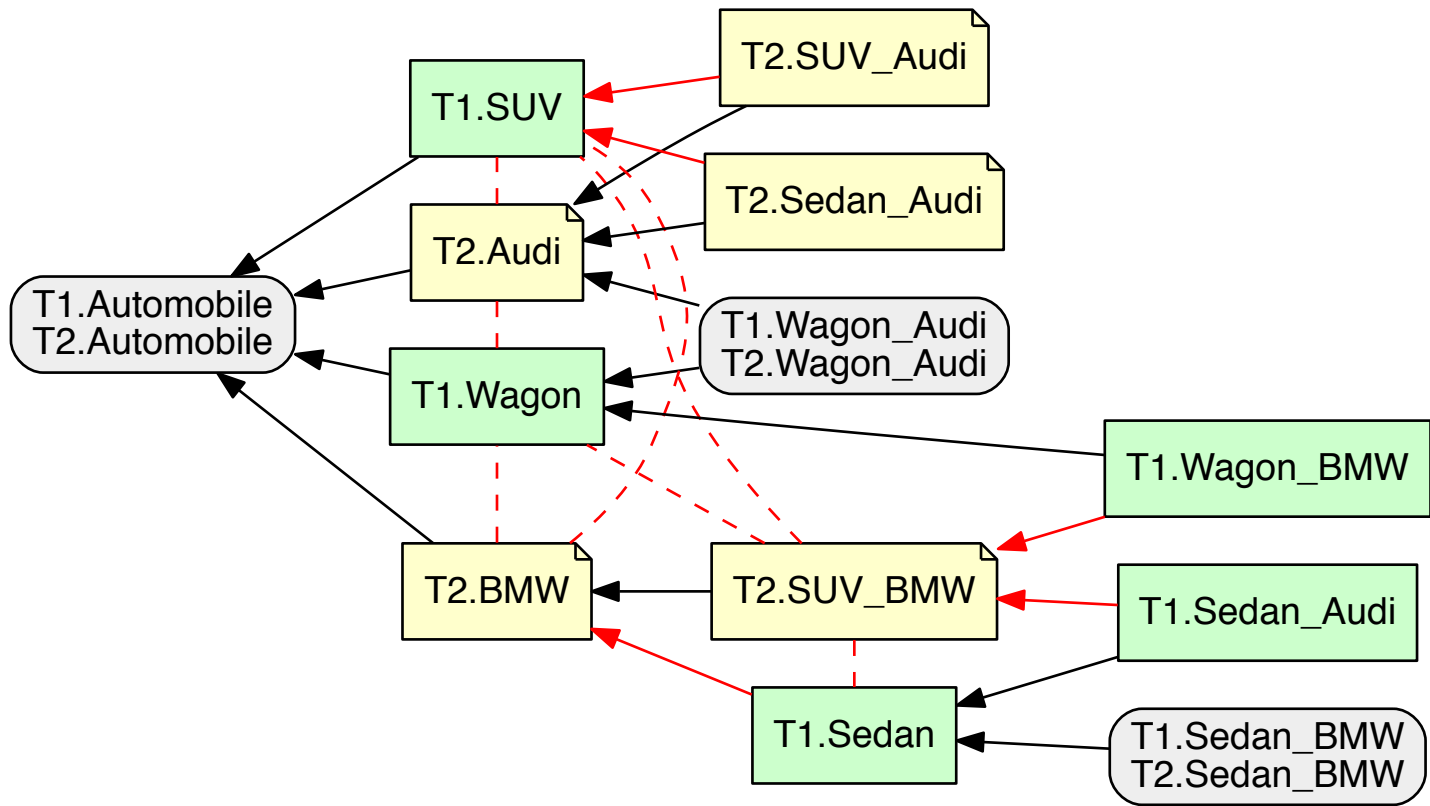 T2.SUV_Audi
T1.SUV
T2.Sedan_Audi
T2.Audi
T1.Automobile
T2.Automobile
T1.Wagon_Audi
T2.Wagon_Audi
T1.Wagon
T1.Wagon_BMW
T2.BMW
T2.SUV_BMW
T1.Sedan_Audi
T1.Sedan
T1.Sedan_BMW
T2.Sedan_BMW